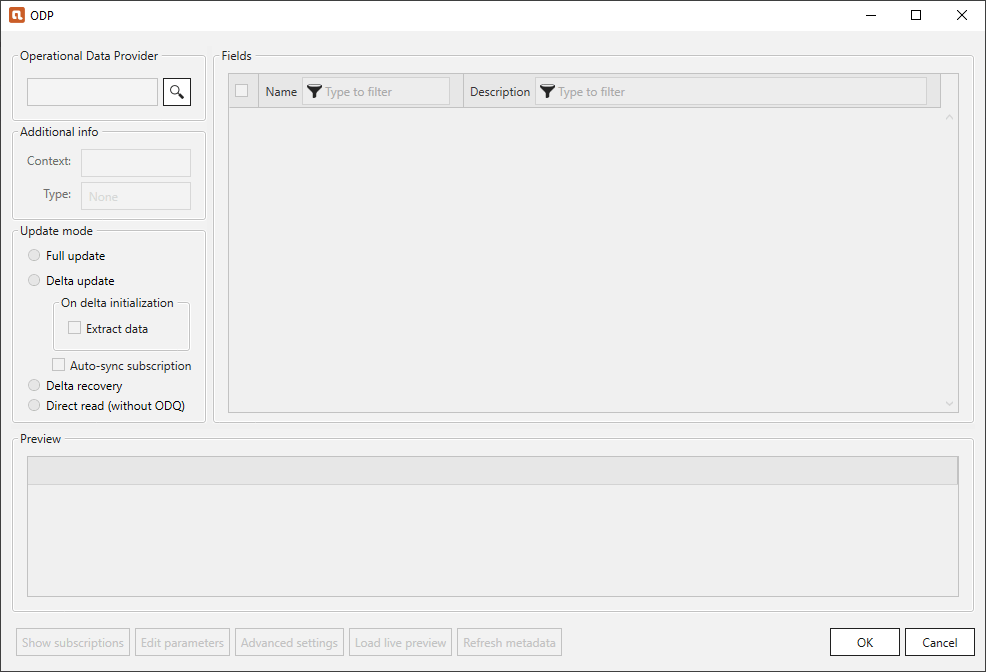 ODP
Operational Data Provider
Additional info
Context:
Type: None
Update mode
Full update
Delta update
On delta initialization
Extract data
Auto-sync subscription
Delta recovery
Direct read (without ODQ)
Fields
Name Type to filter Description Type to filter
Preview
Show subscriptions Edit parameters Advanced settings Load live preview Refresh metadata OK Cancel